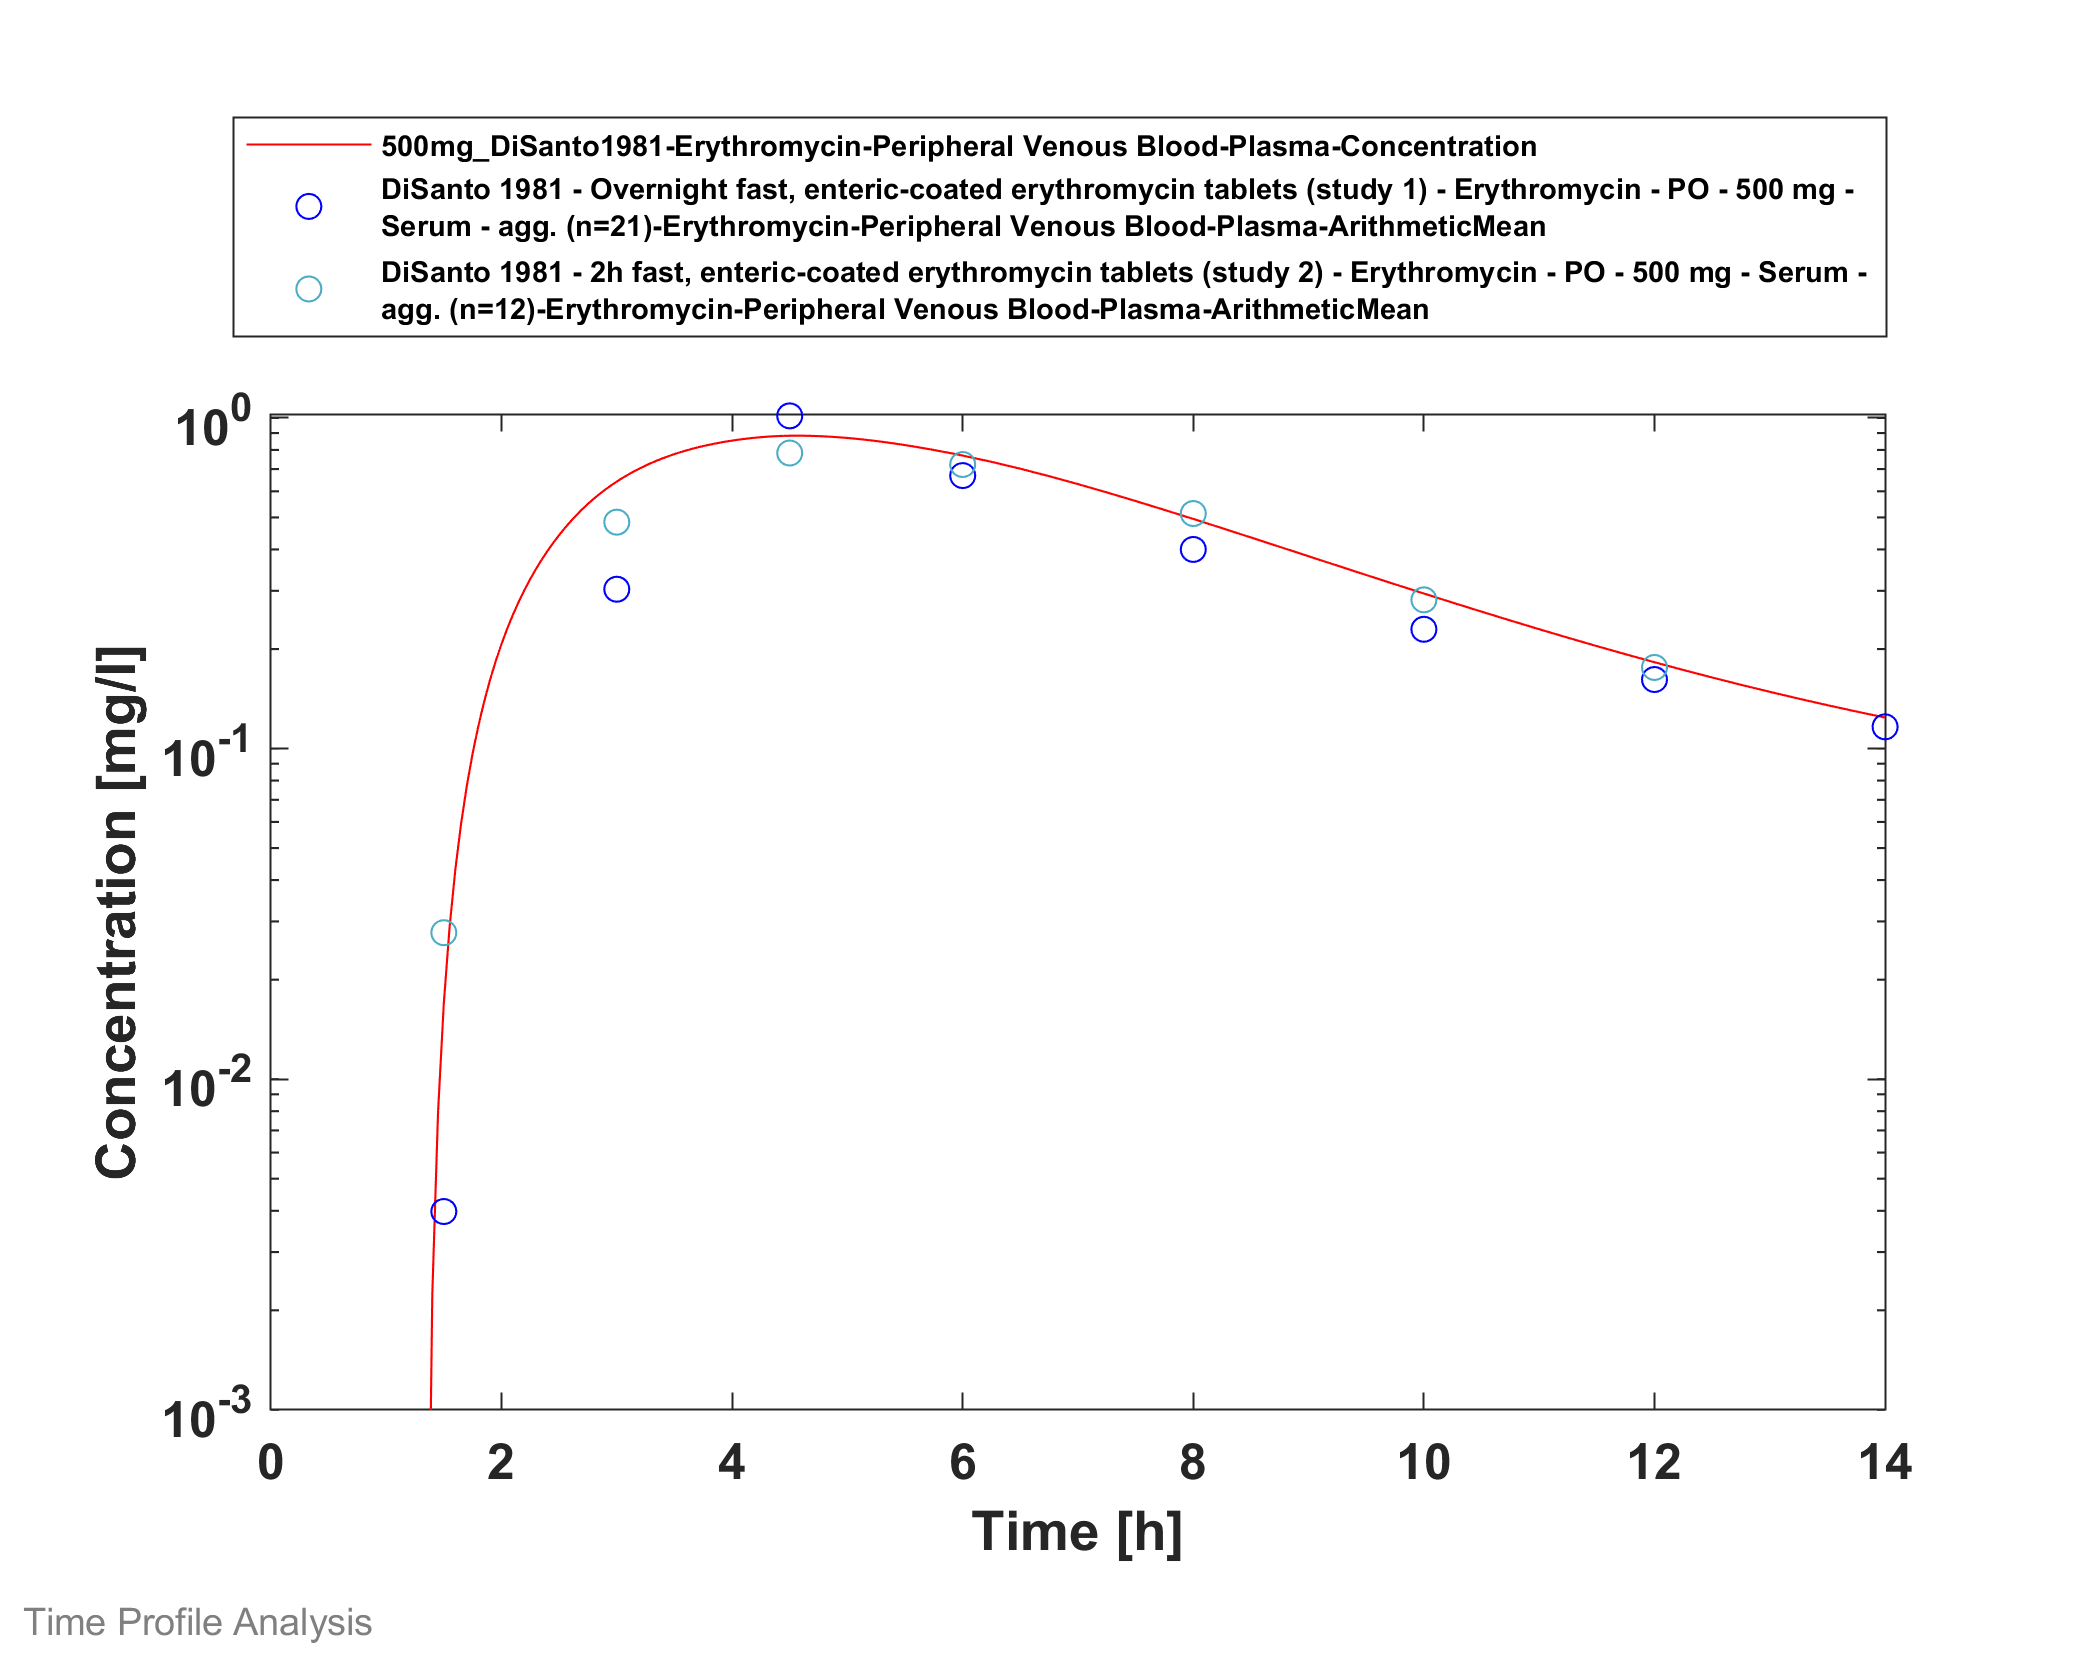 500mg_DiSanto1981-Erythromycin-Peripheral Venous Blood-Plasma-Concentration
DiSanto 1981 - Overnight fast, enteric-coated erythromycin tablets (study 1) - Erythromycin - PO - 500 mg -
Serum - agg. (n=21)-Erythromycin-Peripheral Venous Blood-Plasma-ArithmeticMean
DiSanto 1981 - 2h fast, enteric-coated erythromycin tablets (study 2) - Erythromycin - PO - 500 mg - Serum -
agg. (n=12)-Erythromycin-Peripheral Venous Blood-Plasma-ArithmeticMean
10^0
10^-1
10^-2
10^-3
Concentration [mg/l]
0 2 4 6 8 10 12 14
Time [h]
Time Profile Analysis